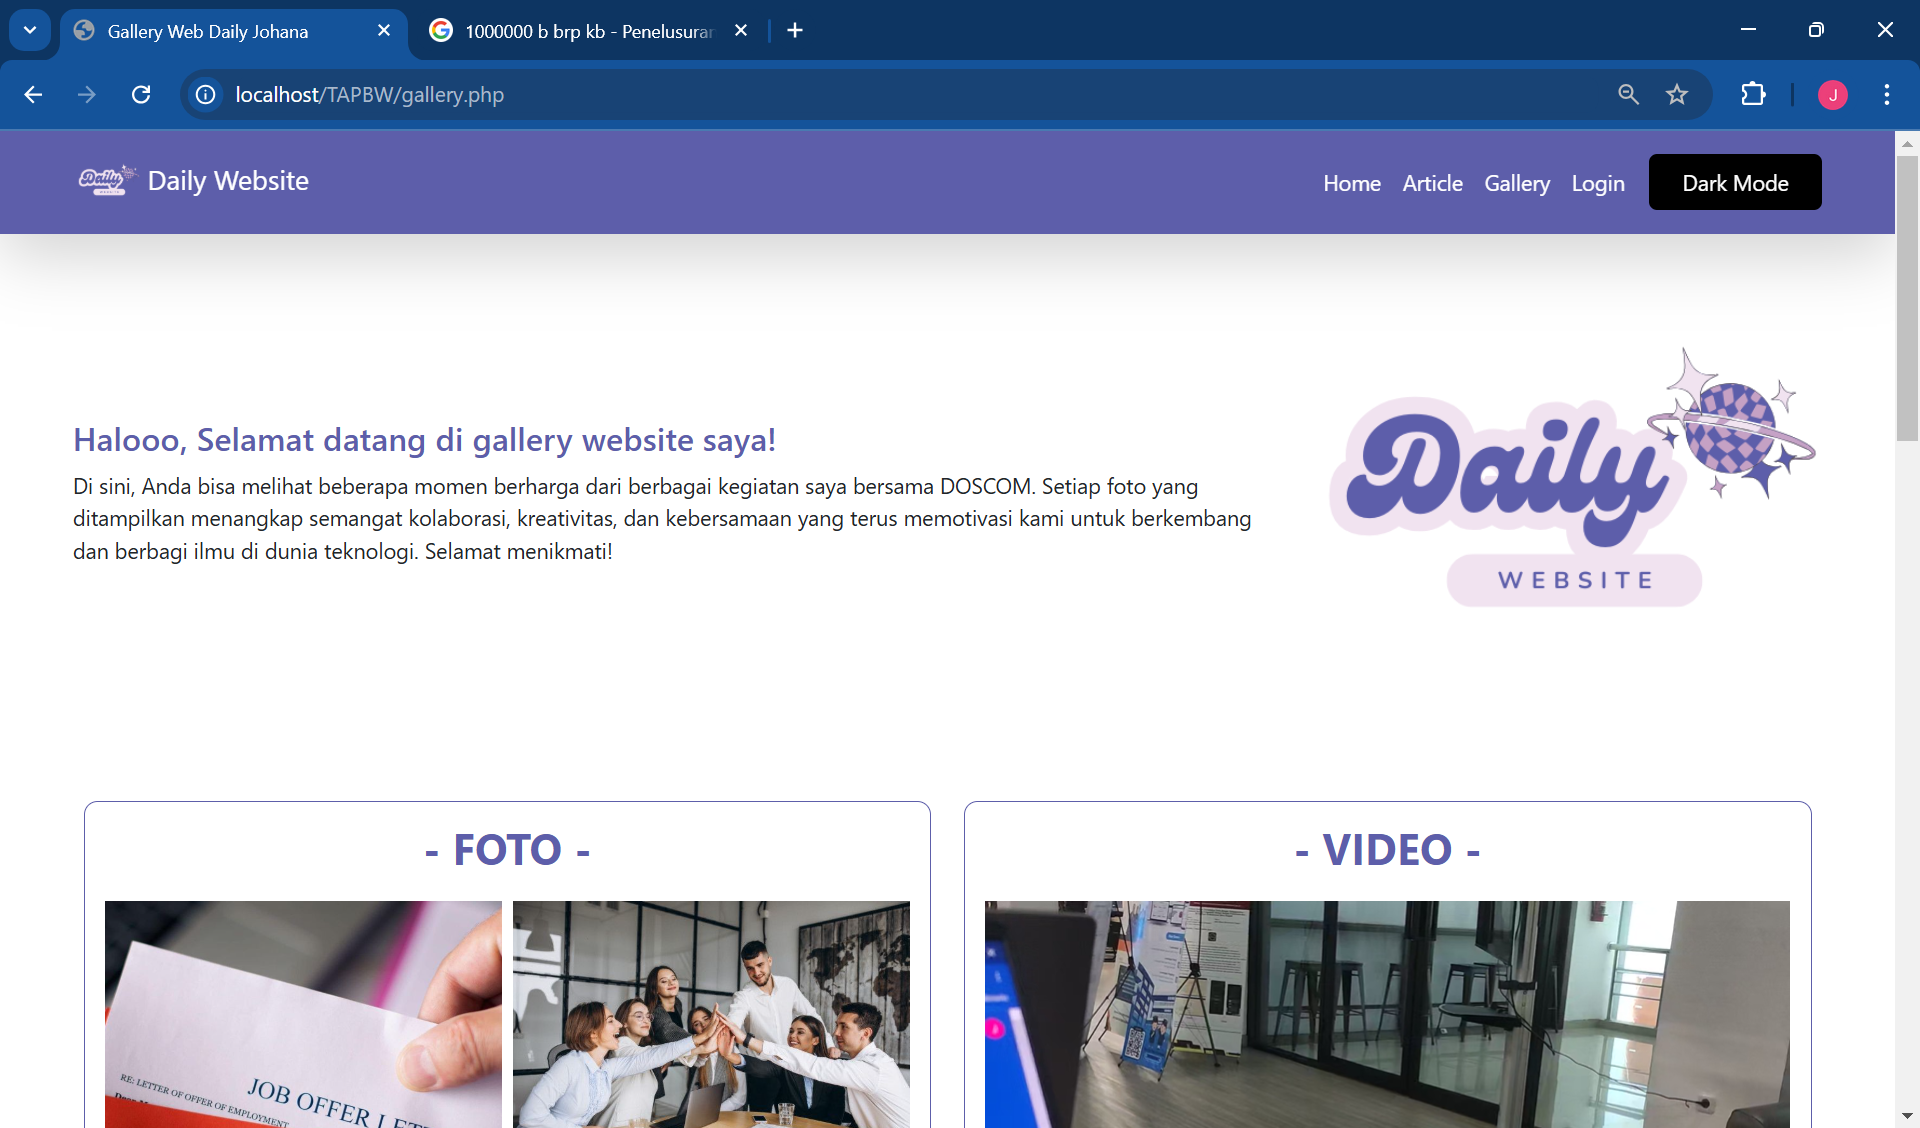 Gallery Web Daily Johana
1000000 b brp kb - Penelusuran
localhost/TAPBW/gallery.php
J
Daily
Daily Website
Home
Article
Gallery
Login
Dark Mode
Halooo, Selamat datang di gallery website saya!
Di sini, Anda bisa melihat beberapa momen berharga dari berbagai kegiatan saya bersama DOSCOM. Setiap foto yang
ditampilkan menangkap semangat kolaborasi, kreativitas, dan kebersamaan yang terus memotivasi kami untuk berkembang
dan berbagi ilmu di dunia teknologi. Selamat menikmati!
Daily
WEBSITE
- FOTO -
RE: LETTER OF OFFER OF EMPLOYMENT
JOB OFFER LET
- VIDEO -